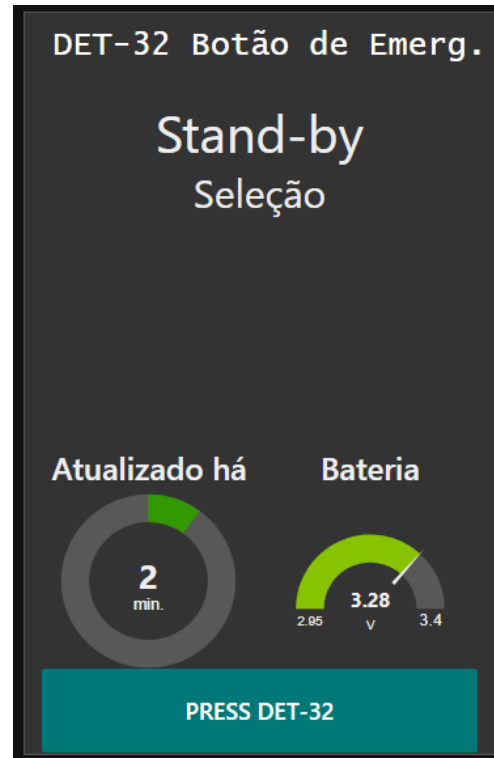 DET-32 Botão de Emerg.
Stand-by
Seleção
Atualizado há
Bateria
2
min.
3.28
2.95
V
3.4
PRESS DET-32